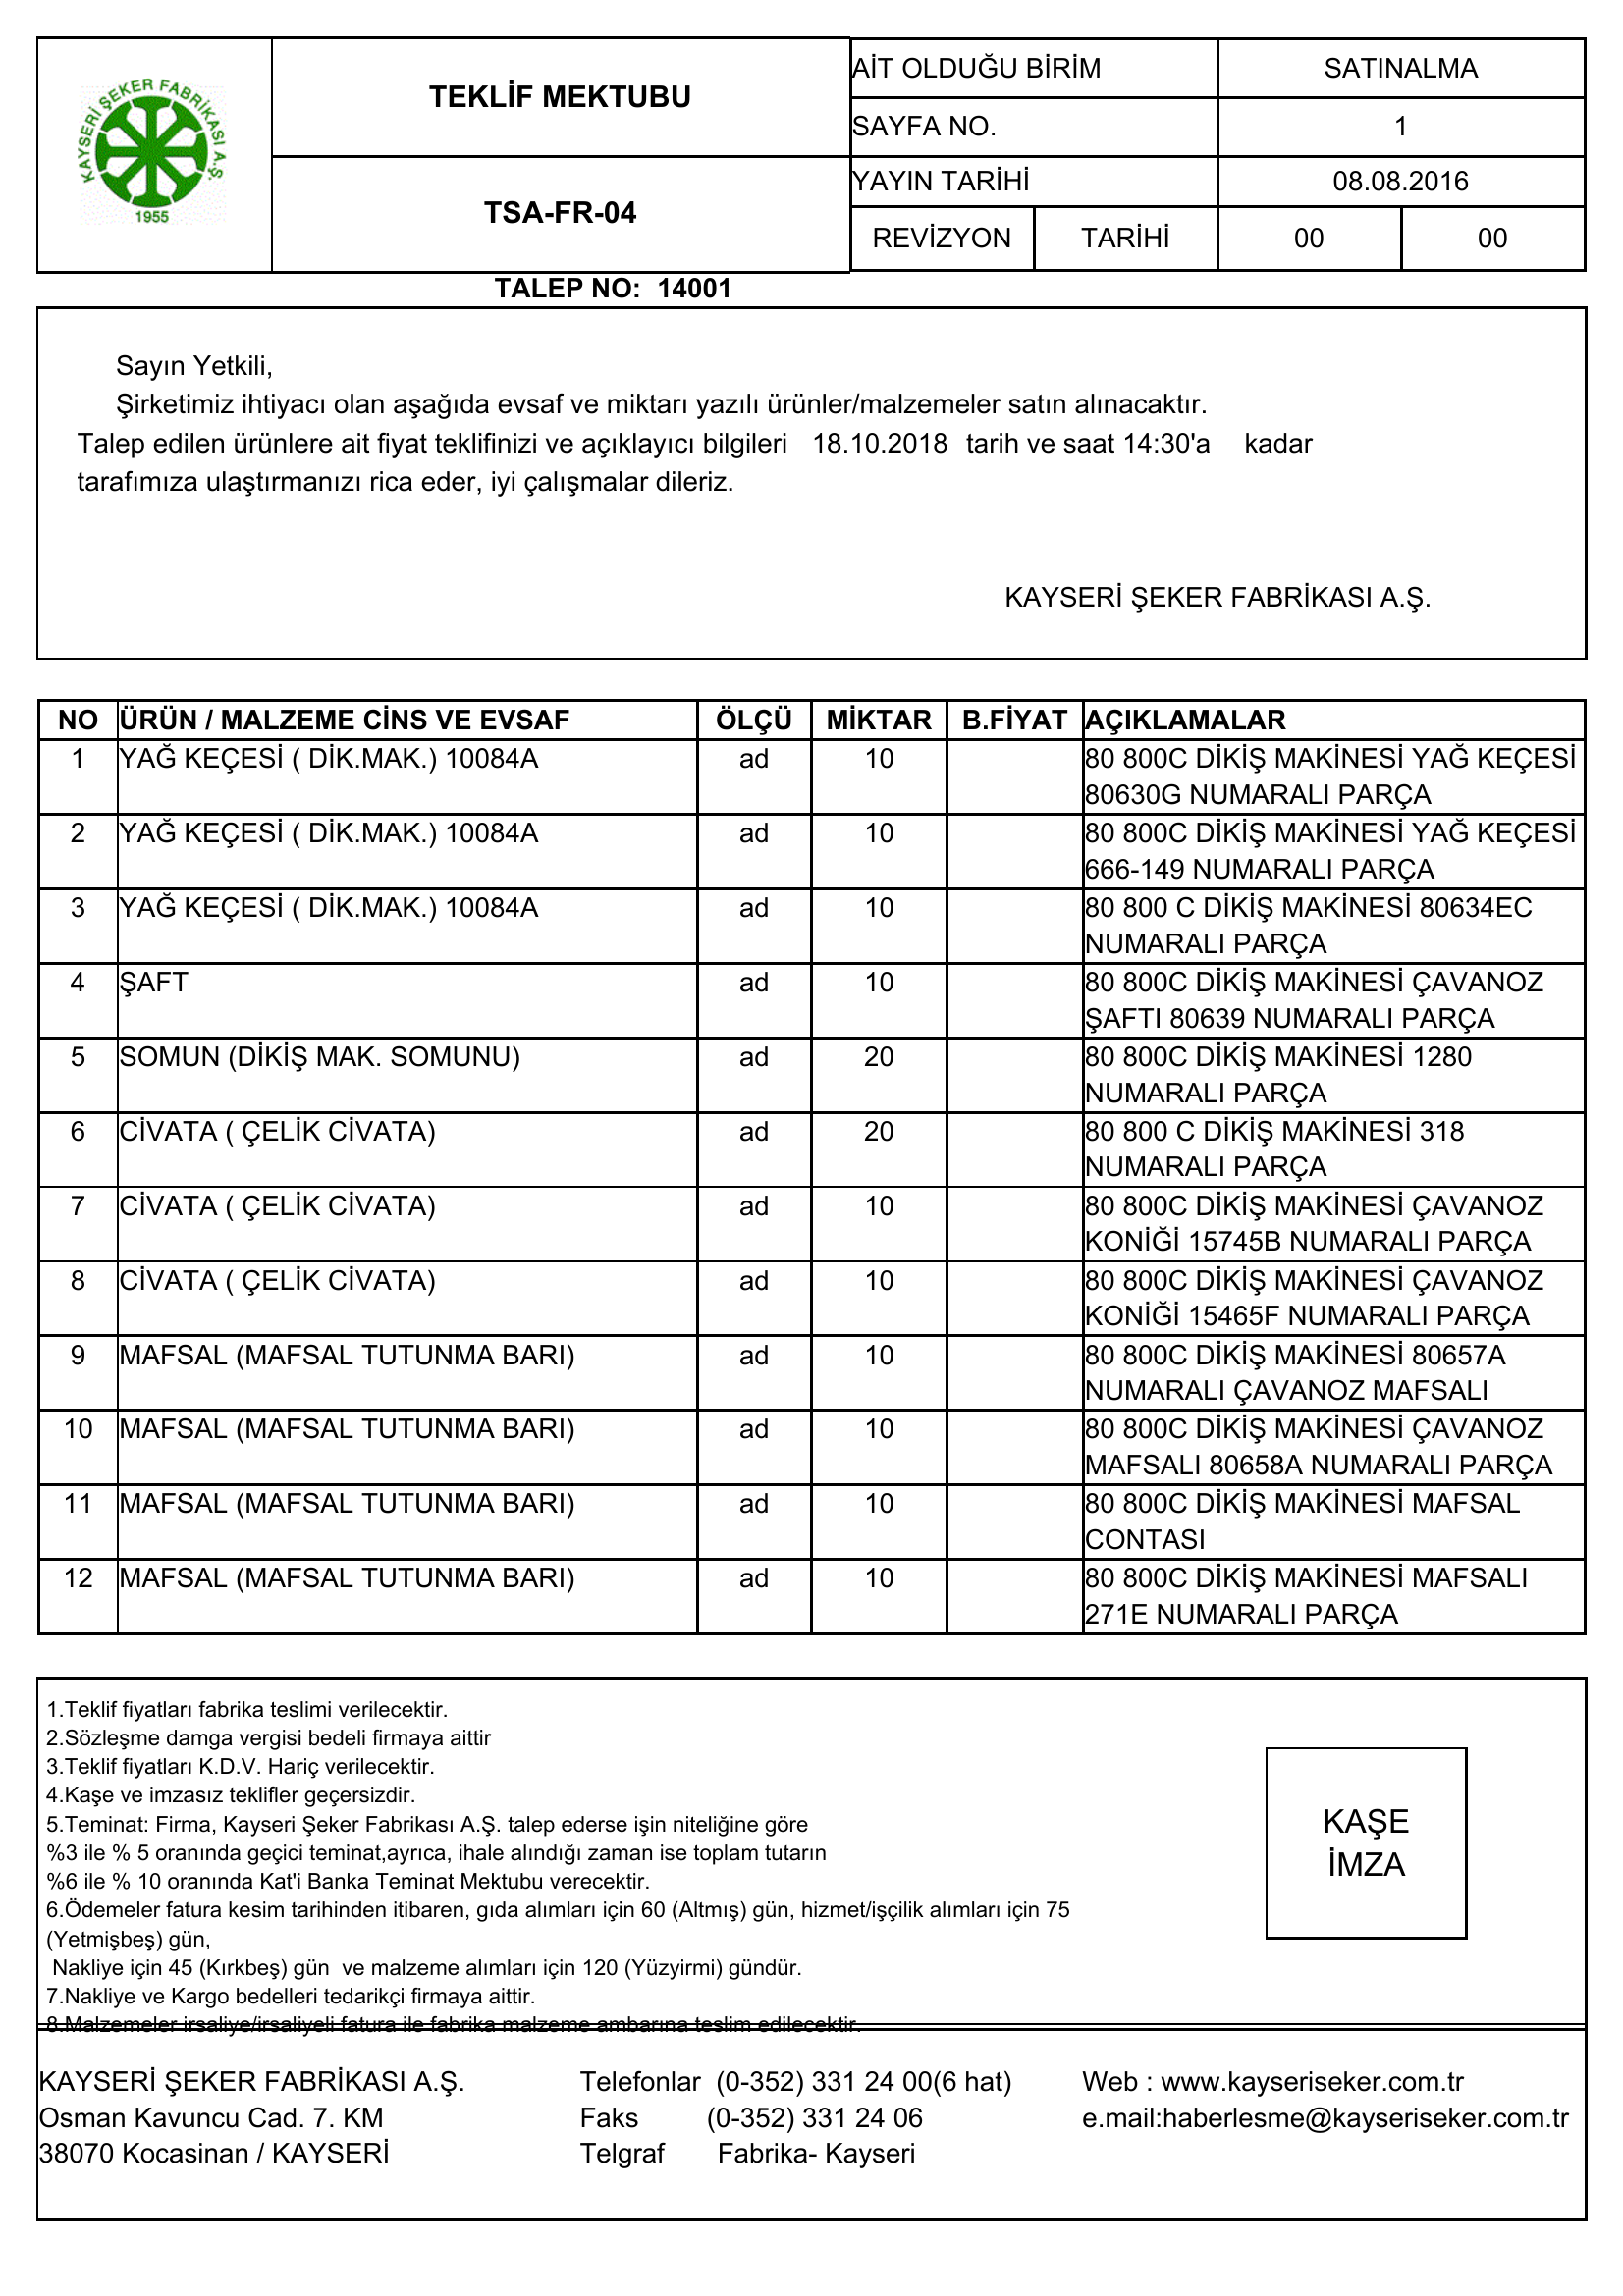 KAYSERİ ŞEKER FABRİKASI A.Ş.
1955
TEKLİF MEKTUBU
TSA-FR-04
AİT OLDUĞU BİRİM SATINALMA
SAYFA NO. 1
YAYIN TARİHİ 08.08.2016
REVİZYON TARİHİ 00 00
TALEP NO: 14001
Sayın Yetkili,
Şirketimiz ihtiyacı olan aşağıda evsaf ve miktarı yazılı ürünler/malzemeler satın alınacaktır.
Talep edilen ürünlere ait fiyat teklifinizi ve açıklayıcı bilgileri 18.10.2018 tarih ve saat 14:30'a kadar
tarafımıza ulaştırmanızı rica eder, iyi çalışmalar dileriz.
KAYSERİ ŞEKER FABRİKASI A.Ş.
NO ÜRÜN / MALZEME CİNS VE EVSAF ÖLÇÜ MİKTAR B.FİYAT AÇIKLAMALAR
1 YAĞ KEÇESİ ( DİK.MAK.) 10084A ad 10 80 800C DİKİŞ MAKİNESİ YAĞ KEÇESİ
80630G NUMARALI PARÇA
2 YAĞ KEÇESİ ( DİK.MAK.) 10084A ad 10 80 800C DİKİŞ MAKİNESİ YAĞ KEÇESİ
666-149 NUMARALI PARÇA
3 YAĞ KEÇESİ ( DİK.MAK.) 10084A ad 10 80 800 C DİKİŞ MAKİNESİ 80634EC
NUMARALI PARÇA
4 ŞAFT ad 10 80 800C DİKİŞ MAKİNESİ ÇAVANOZ
ŞAFTI 80639 NUMARALI PARÇA
5 SOMUN (DİKİŞ MAK. SOMUNU) ad 20 80 800C DİKİŞ MAKİNESİ 1280
NUMARALI PARÇA
6 CİVATA ( ÇELİK CİVATA) ad 20 80 800 C DİKİŞ MAKİNESİ 318
NUMARALI PARÇA
7 CİVATA ( ÇELİK CİVATA) ad 10 80 800C DİKİŞ MAKİNESİ ÇAVANOZ
KONİĞİ 15745B NUMARALI PARÇA
8 CİVATA ( ÇELİK CİVATA) ad 10 80 800C DİKİŞ MAKİNESİ ÇAVANOZ
KONİĞİ 15465F NUMARALI PARÇA
9 MAFSAL (MAFSAL TUTUNMA BARI) ad 10 80 800C DİKİŞ MAKİNESİ 80657A
NUMARALI ÇAVANOZ MAFSALI
10 MAFSAL (MAFSAL TUTUNMA BARI) ad 10 80 800C DİKİŞ MAKİNESİ ÇAVANOZ
MAFSALI 80658A NUMARALI PARÇA
11 MAFSAL (MAFSAL TUTUNMA BARI) ad 10 80 800C DİKİŞ MAKİNESİ MAFSAL
CONTASI
12 MAFSAL (MAFSAL TUTUNMA BARI) ad 10 80 800C DİKİŞ MAKİNESİ MAFSALI
271E NUMARALI PARÇA
1.Teklif fiyatları fabrika teslimi verilecektir.
2.Sözleşme damga vergisi bedeli firmaya aittir
3.Teklif fiyatları K.D.V. Hariç verilecektir.
4.Kaşe ve imzasız teklifler geçersizdir.
5.Teminat: Firma, Kayseri Şeker Fabrikası A.Ş. talep ederse işin niteliğine göre
%3 ile % 5 oranında geçici teminat,ayrıca, ihale alındığı zaman ise toplam tutarın
%6 ile % 10 oranında Kat'i Banka Teminat Mektubu verecektir.
6.Ödemeler fatura kesim tarihinden itibaren, gıda alımları için 60 (Altmış) gün, hizmet/işçilik alımları için 75
(Yetmişbeş) gün,
Nakliye için 45 (Kırkbeş) gün ve malzeme alımları için 120 (Yüzyirmi) gündür.
7.Nakliye ve Kargo bedelleri tedarikçi firmaya aittir.
8.Malzemeler irsaliye/irsaliyeli fatura ile fabrika malzeme ambarına teslim edilecektir.
KAŞE
İMZA
KAYSERİ ŞEKER FABRİKASI A.Ş. Telefonlar (0-352) 331 24 00(6 hat) Web : www.kayseriseker.com.tr
Osman Kavuncu Cad. 7. KM Faks (0-352) 331 24 06 e.mail:haberlesme@kayseriseker.com.tr
38070 Kocasinan / KAYSERİ Telgraf Fabrika- Kayseri